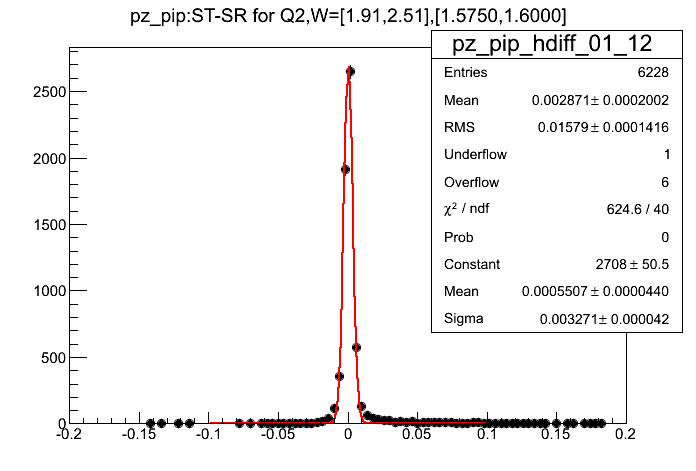 pz_pip:ST-SR for Q2,W=[1.91,2.51],[1.5750,1.6000]
pz_pip_hdiff_01_12
Entries 6228
Mean 0.002871± 0.0002002
RMS 0.01579± 0.0001416
Underflow 1
Overflow 6
χ² / ndf 624.6 / 40
Prob 0
Constant 2708 ± 50.5
Mean 0.0005507 ± 0.0000440
Sigma 0.003271± 0.000042
2500
2000
1500
1000
500
0
-0.2 -0.15 -0.1 -0.05 0 0.05 0.1 0.15 0.2